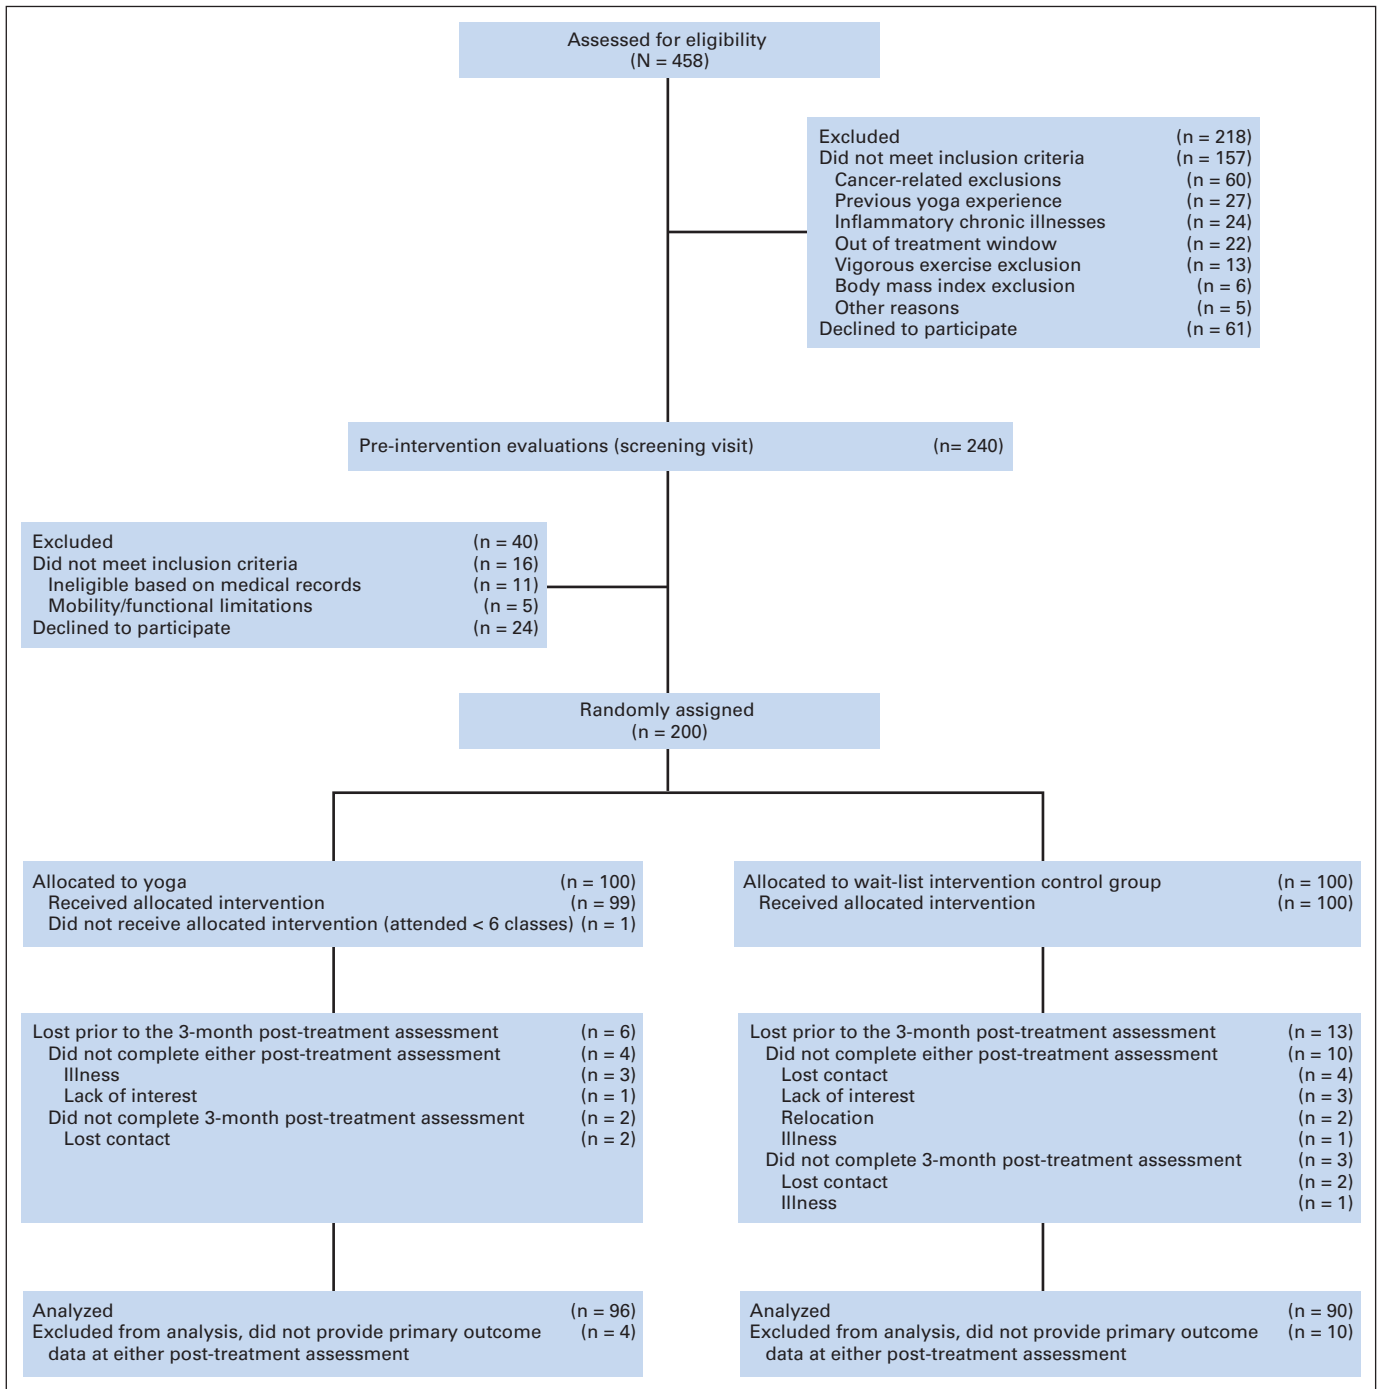 Assessed for eligibility
(N = 458)
Excluded (n = 218)
Did not meet inclusion criteria (n = 157)
Cancer-related exclusions (n = 60)
Previous yoga experience (n = 27)
Inflammatory chronic illnesses (n = 24)
Out of treatment window (n = 22)
Vigorous exercise exclusion (n = 13)
Body mass index exclusion (n = 6)
Other reasons (n = 5)
Declined to participate (n = 61)
Pre-intervention evaluations (screening visit) (n= 240)
Excluded (n = 40)
Did not meet inclusion criteria (n = 16)
Ineligible based on medical records (n = 11)
Mobility/functional limitations (n = 5)
Declined to participate (n = 24)
Randomly assigned
(n = 200)
Allocated to yoga (n = 100)
Received allocated intervention (n = 99)
Did not receive allocated intervention (attended < 6 classes) (n = 1)
Allocated to wait-list intervention control group (n = 100)
Received allocated intervention (n = 100)
Lost prior to the 3-month post-treatment assessment (n = 6)
Did not complete either post-treatment assessment (n = 4)
Illness (n = 3)
Lack of interest (n = 1)
Did not complete 3-month post-treatment assessment (n = 2)
Lost contact (n = 2)
Lost prior to the 3-month post-treatment assessment (n = 13)
Did not complete either post-treatment assessment (n = 10)
Lost contact (n = 4)
Lack of interest (n = 3)
Relocation (n = 2)
Illness (n = 1)
Did not complete 3-month post-treatment assessment (n = 3)
Lost contact (n = 2)
Illness (n = 1)
Analyzed (n = 96)
Excluded from analysis, did not provide primary outcome (n = 4)
data at either post-treatment assessment
Analyzed (n = 90)
Excluded from analysis, did not provide primary outcome (n = 10)
data at either post-treatment assessment